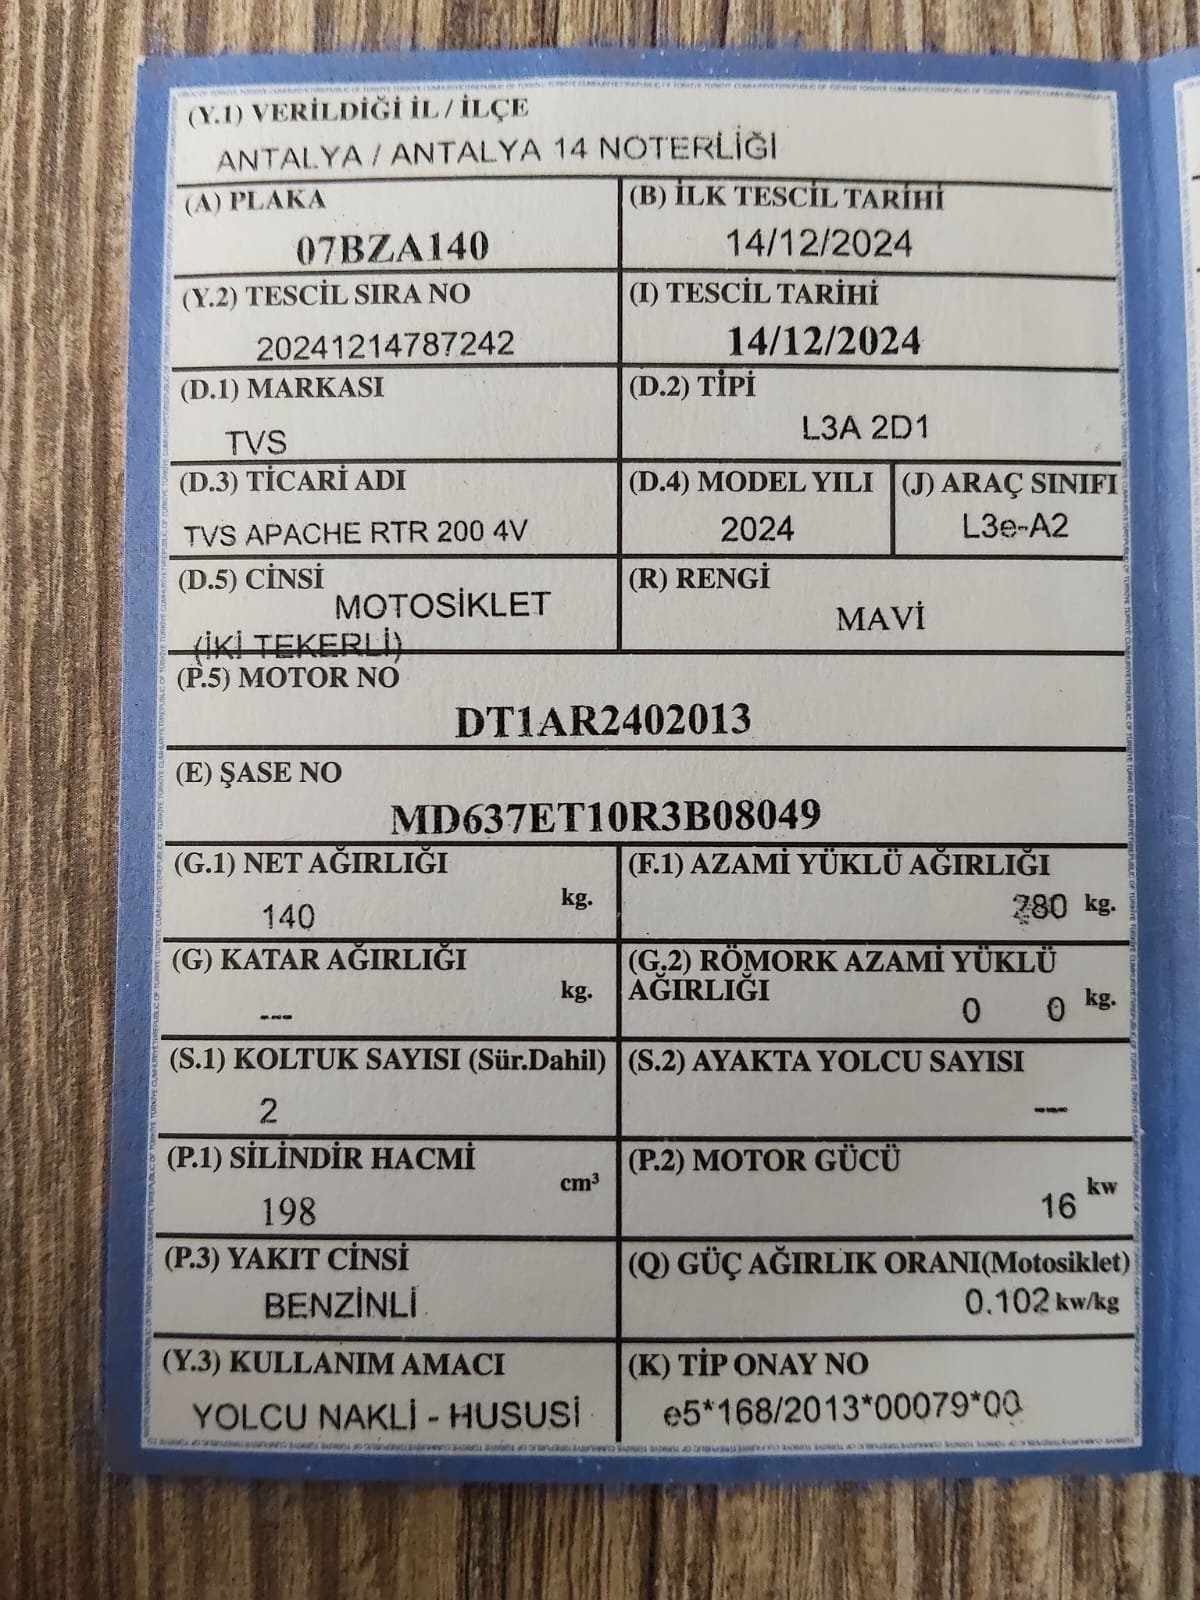 (Y.1) VERİLDİĞİ İL / İLÇE
ANTALYA / ANTALYA 14 NOTERLİĞİ
(A) PLAKA
07BZA140
(B) İLK TESCİL TARİHİ
14/12/2024
(Y.2) TESCİL SIRA NO
20241214787242
(I) TESCİL TARİHİ
14/12/2024
(D.1) MARKASI
TVS
(D.2) TİPİ
L3A 2D1
(D.3) TİCARİ ADI
TVS APACHE RTR 200 4V
(D.4) MODEL YILI
2024
(J) ARAÇ SINIFI
L3e-A2
(D.5) CİNSİ
MOTOSİKLET
(İKİ TEKERLİ)
(R) RENGİ
MAVİ
(P.5) MOTOR NO
DT1AR2402013
(E) ŞASE NO
MD637ET10R3B08049
(G.1) NET AĞIRLIĞI
140 kg.
(F.1) AZAMİ YÜKLÜ AĞIRLIĞI
280 kg.
(G) KATAR AĞIRLIĞI
--- kg.
(G.2) RÖMORK AZAMİ YÜKLÜ
AĞIRLIĞI
0 0 kg.
(S.1) KOLTUK SAYISI (Sür.Dahil)
2
(S.2) AYAKTA YOLCU SAYISI
---
(P.1) SİLİNDİR HACMİ
198 cm³
(P.2) MOTOR GÜCÜ
16 kw
(P.3) YAKIT CİNSİ
BENZİNLİ
(Q) GÜÇ AĞIRLIK ORANI(Motosiklet)
0.102 kw/kg
(Y.3) KULLANIM AMACI
YOLCU NAKLİ - HUSUSİ
(K) TİP ONAY NO
e5*168/2013*00079*00